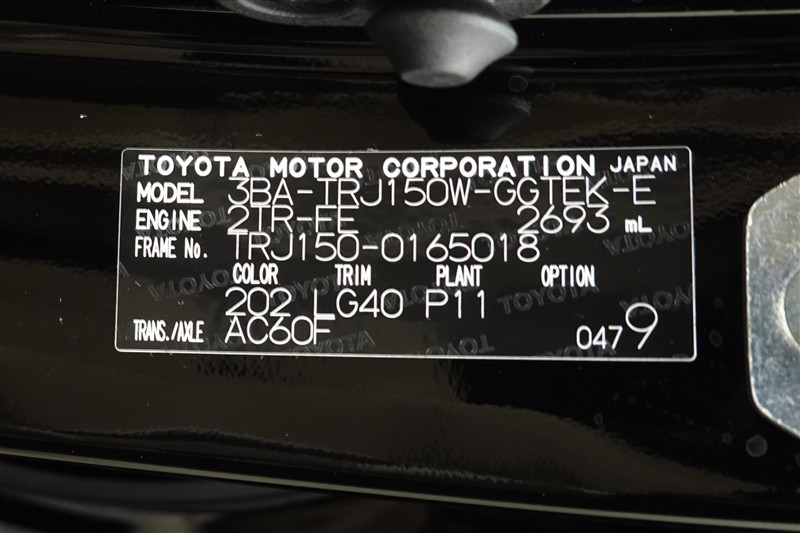 TOYOTA MOTOR CORPORATION JAPAN
MODEL 3BA-TRJ150W-GGTEK-E
ENGINE 2TR-FE 2693 mL
FRAME No. TRJ150-0165018
COLOR TRIM PLANT OPTION
202 LG40 P11
TRANS./AXLE AC60F 0479